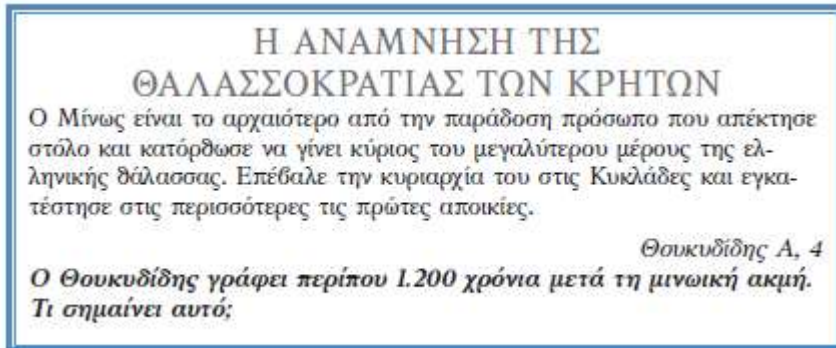 Η ΑΝΑΜΝΗΣΗ ΤΗΣ
ΘΑΛΑΣΣΟΚΡΑΤΙΑΣ ΤΩΝ ΚΡΗΤΩΝ
Ο Μίνως είναι το αρχαιότερο από την παράδοση πρόσωπο που απέκτησε
στόλο και κατόρθωσε να γίνει κύριος του μεγαλύτερου μέρους της ελ-
ληνικής θάλασσας. Επέβαλε την κυριαρχία του στις Κυκλάδες και εγκα-
τέστησε στις περισσότερες τις πρώτες αποικίες.
Θουκυδίδης Α, 4
Ο Θουκυδίδης γράφει περίπου 1.200 χρόνια μετά τη μινωική ακμή.
Τι σημαίνει αυτό;